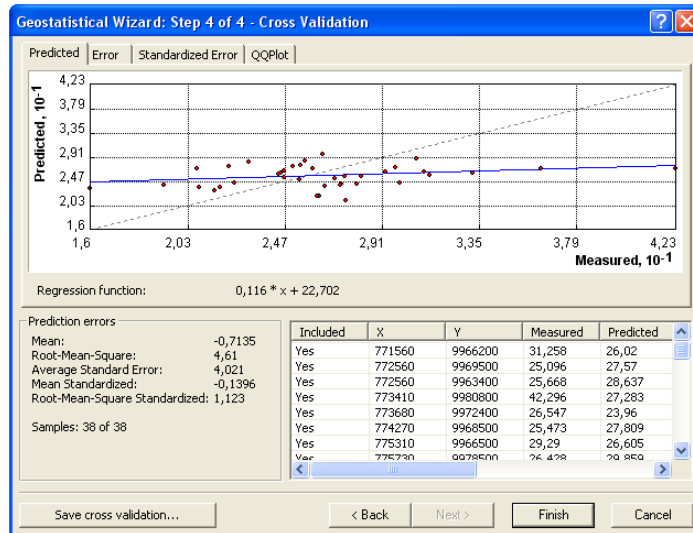 Geostatistical Wizard: Step 4 of 4 - Cross Validation
Predicted Error Standardized Error QQPlot
Predicted, 10-1
4,23
3,79
3,35
2,91
2,47
2,03
1,6
1,6 2,03 2,47 2,91 3,35 3,79 4,23
Measured, 10-1
Regression function: 0,116 * x + 22,702
Prediction errors
Mean: -0,7135
Root-Mean-Square: 4,61
Average Standard Error: 4,021
Mean Standardized: -0,1396
Root-Mean-Square Standardized: 1,123
Samples: 38 of 38
Included X Y Measured Predicted
Yes 771560 9966200 31,258 26,02
Yes 772560 9969500 25,096 27,57
Yes 772560 9963400 25,668 28,637
Yes 773410 9980800 42,296 27,283
Yes 773680 9972400 26,547 23,96
Yes 774270 9968500 25,473 27,809
Yes 775310 9966500 29,29 26,605
Yes 775730 9978500 26,428 29,859
Save cross validation... < Back Next > Finish Cancel